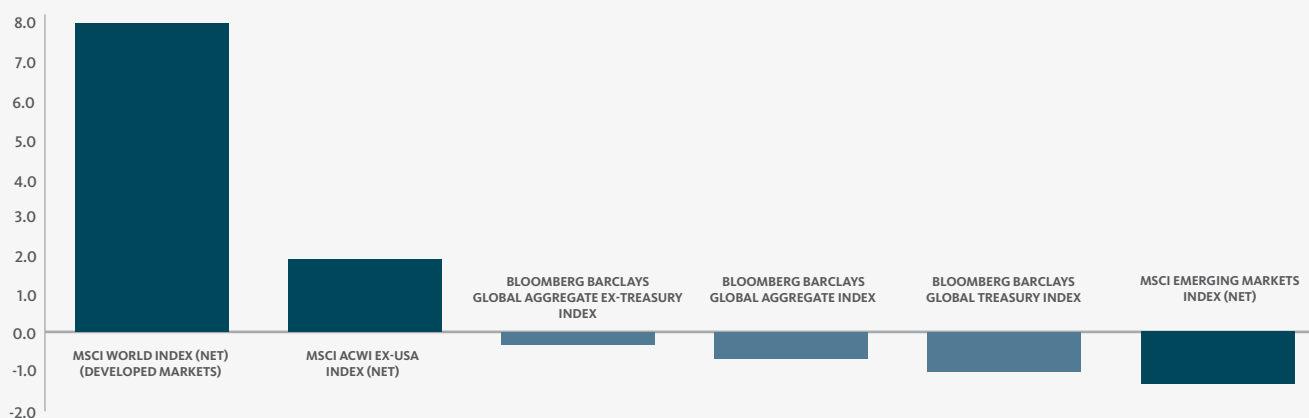 8.0
7.0
6.0
5.0
4.0
3.0
2.0
1.0
0.0
-1.0
-2.0
MSCI WORLD INDEX (NET)
(DEVELOPED MARKETS)
MSCI ACWI EX-USA
INDEX (NET)
BLOOMBERG BARCLAYS
GLOBAL AGGREGATE EX-TREASURY
INDEX
BLOOMBERG BARCLAYS
GLOBAL AGGREGATE INDEX
BLOOMBERG BARCLAYS
GLOBAL TREASURY INDEX
MSCI EMERGING MARKETS
INDEX (NET)